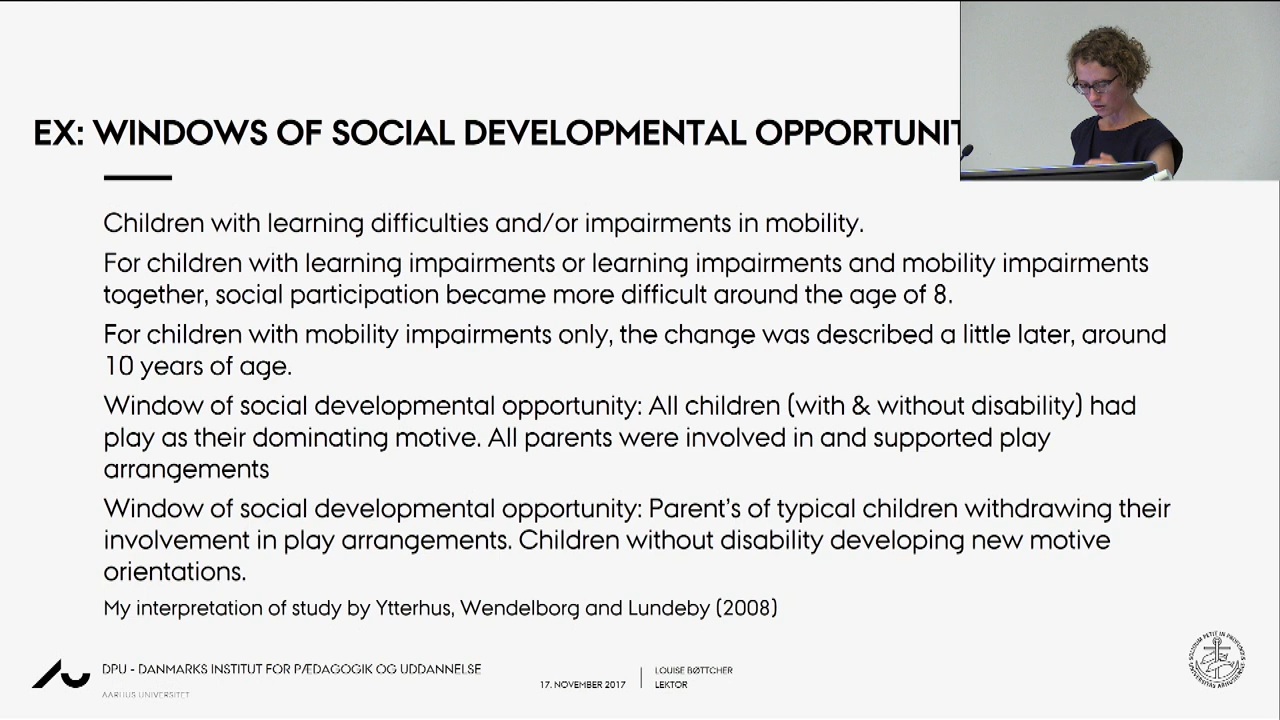 EX: WINDOWS OF SOCIAL DEVELOPMENTAL OPPORTUNIT
Children with learning difficulties and/or impairments in mobility.
For children with learning impairments or learning impairments and mobility impairments
together, social participation became more difficult around the age of 8.
For children with mobility impairments only, the change was described a little later, around
10 years of age.
Window of social developmental opportunity: All children (with & without disability) had
play as their dominating motive. All parents were involved in and supported play
arrangements
Window of social developmental opportunity: Parent's of typical children withdrawing their
involvement in play arrangements. Children without disability developing new motive
orientations.
My interpretation of study by Ytterhus, Wendelborg and Lundeby (2008)
DPU - DANMARKS INSTITUT FOR PÆDAGOGIK OG UDDANNELSE
AARHUS UNIVERSITET
17. NOVEMBER 2017
LOUISE BØTTCHER
LEKTOR